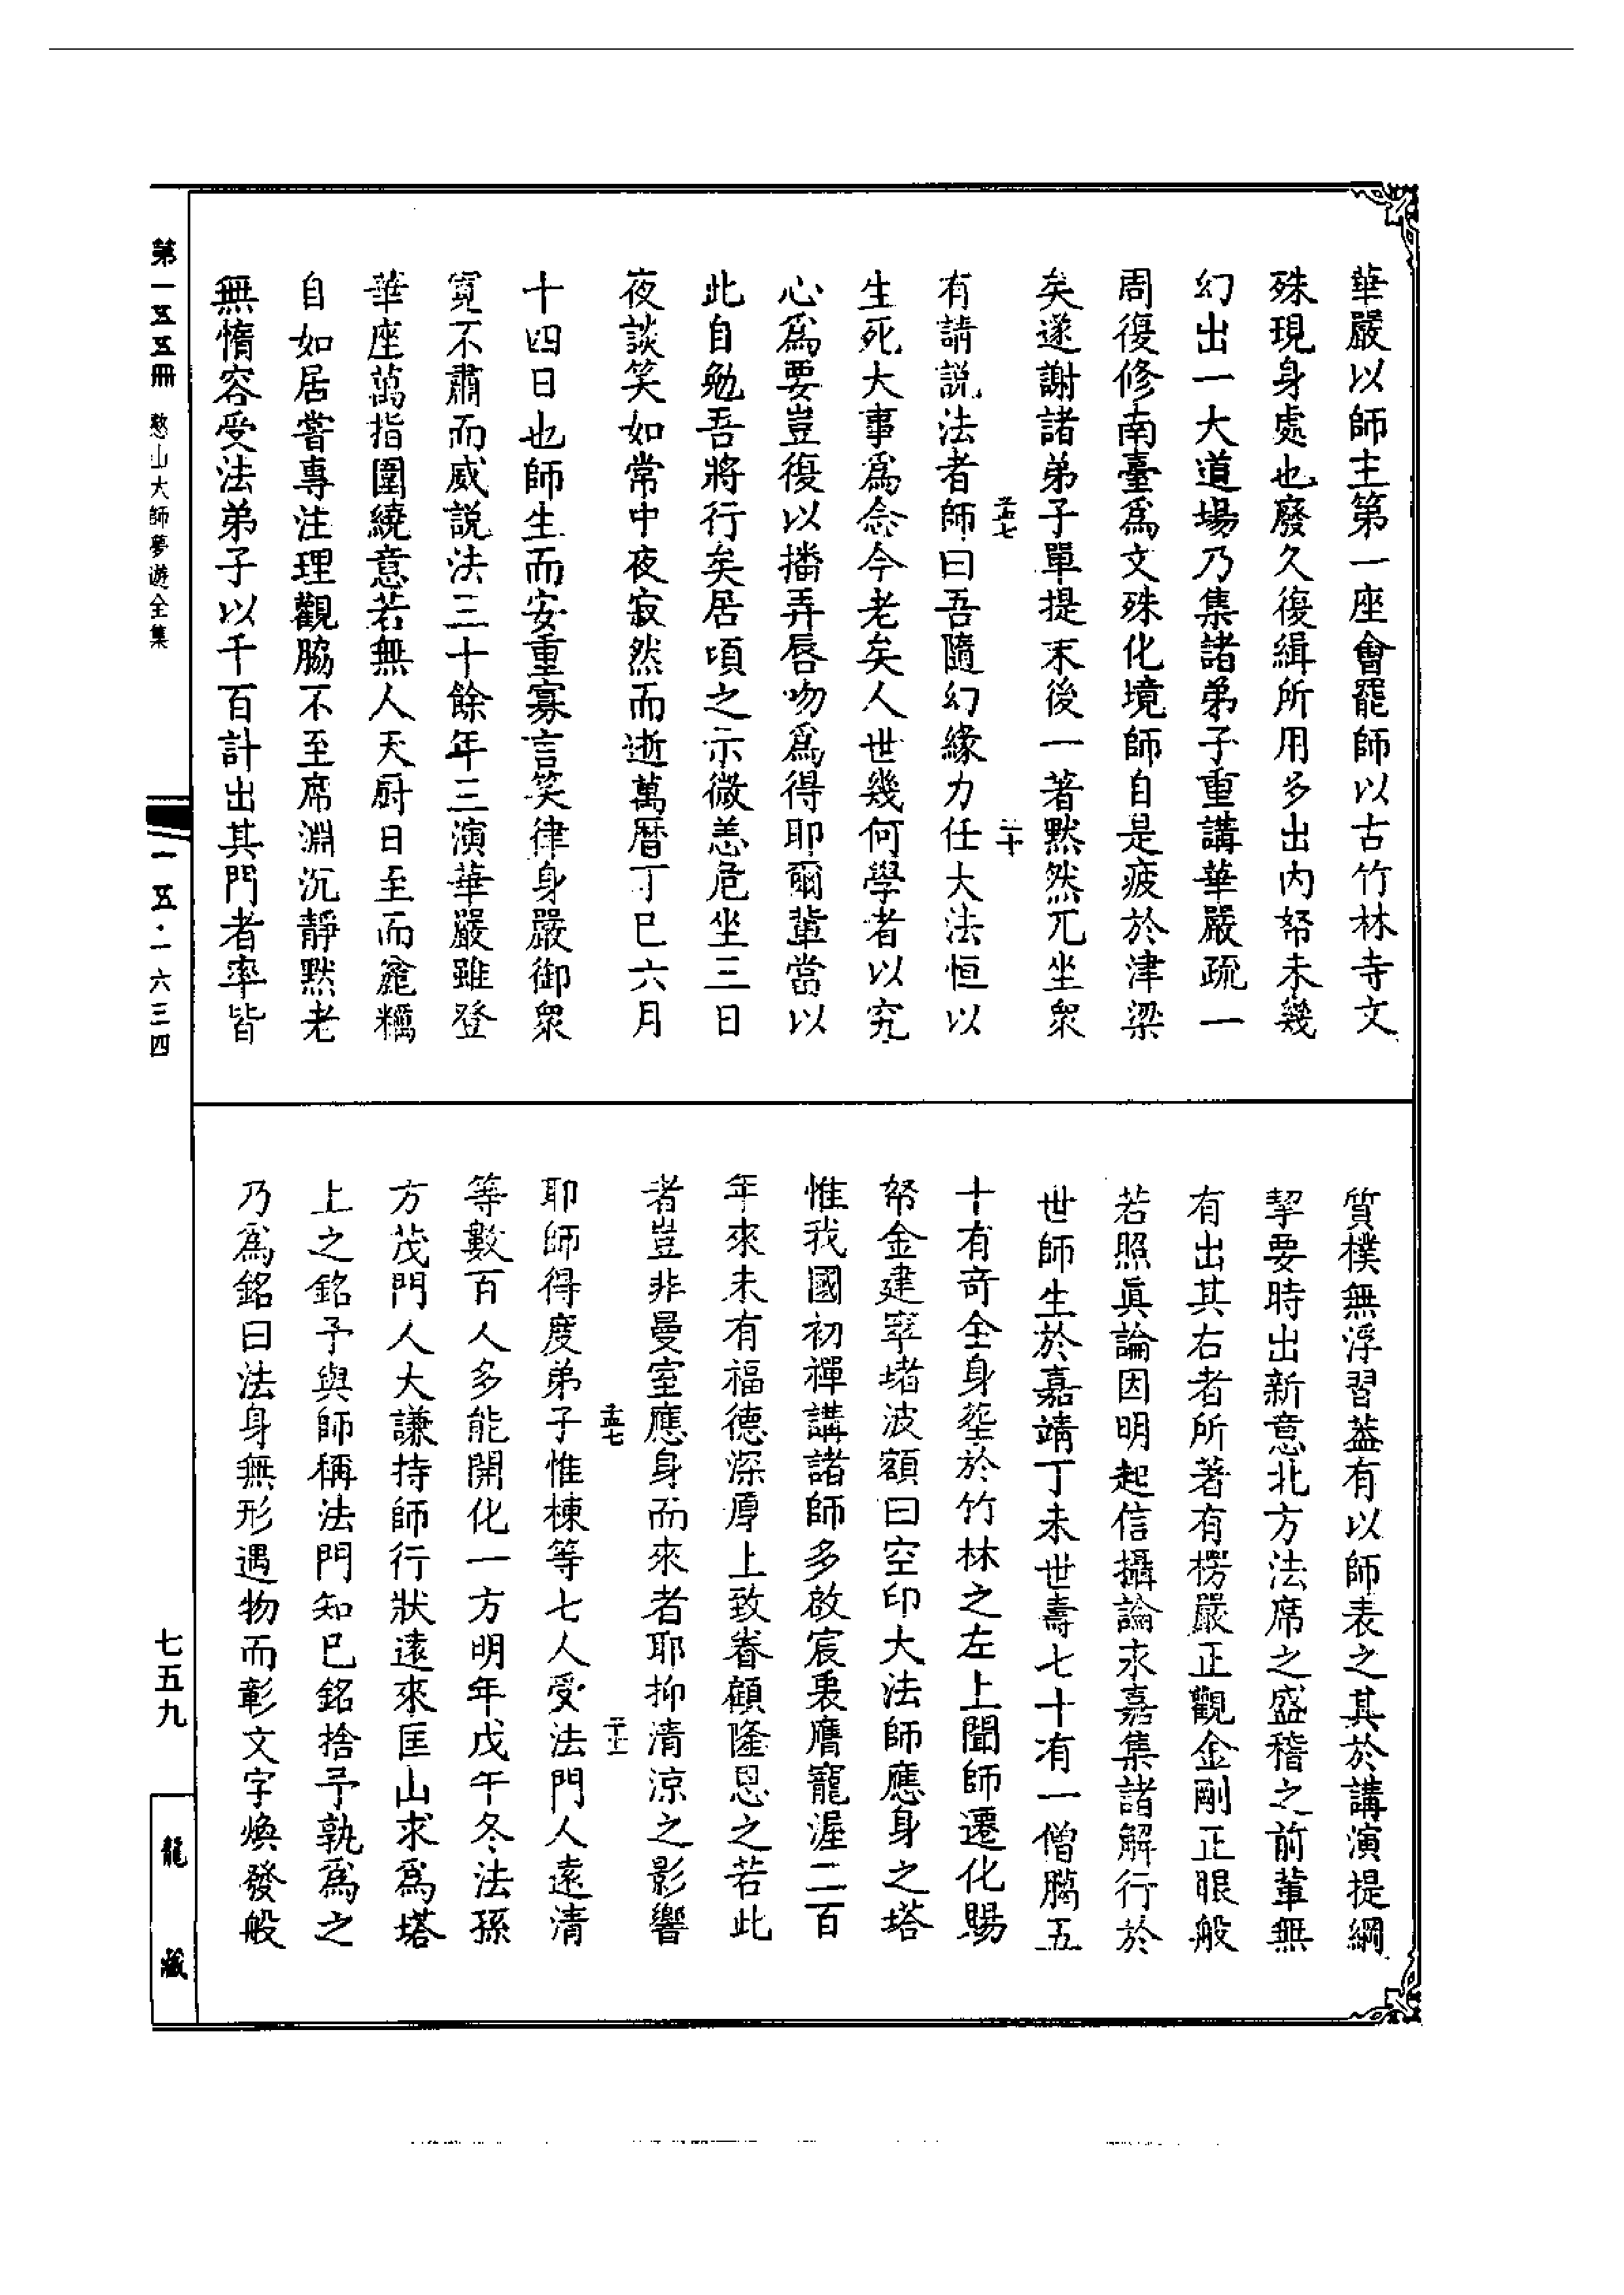 華嚴以師主第一座會罷師以古竹林寺文
殊現身處也廢久復緝所用多出內帑未幾
幻出一大道場乃集諸弟子重講華嚴疏一
周復修南臺爲文殊化境師自是疲於津梁
矣遂謝諸弟子單提末後一著默然兀坐衆
有請說法者師曰吾隨幻緣力任大法恒以
生死大事爲念今老矣人世幾何學者以究
心爲要豈復以播弄唇吻爲得耶爾輩當以
此自勉吾將行矣居頃之示微恙危坐三日
夜談笑如常中夜寂然而逝萬曆丁巳六月
十四日也師生而安重寡言笑律身嚴御衆
寬不肅而威說法三十餘年三演華嚴雖登
華座萬指圍繞意若無人天厨日至而麄糲
自如居嘗專注理觀脇不至席淵沉靜默老
無惰容受法弟子以千百計出其門者率皆
質樸無浮習蓋有以師表之其於講演提綱
挈要時出新意北方法席之盛稽之前輩無
有出其右者所著有楞嚴正觀金剛正眼般
若照眞論因明起信攝論永嘉集諸解行於
世師生於嘉靖丁未世壽七十有一僧臘五
十有奇全身塟於竹林之左上聞師遷化賜
帑金建窣堵波額曰空印大法師應身之塔
惟我國初禪講諸師多啟宸衷膺寵渥二百
年來未有福德深厚上致眷顧隆恩之若此
者豈非曼室應身而來者耶抑清涼之影響
耶師得度弟子惟棟等七人受法門人遠清
等數百人多能開化一方明年戊午冬法孫
方茂門人大謙持師行狀遠來匡山求爲塔
上之銘予與師稱法門知己銘捨予孰爲之
乃爲銘曰法身無形遇物而彰文字煥發般
第一五五冊 憨山大師夢遊全集
一五·一六三四
七五九
龍藏